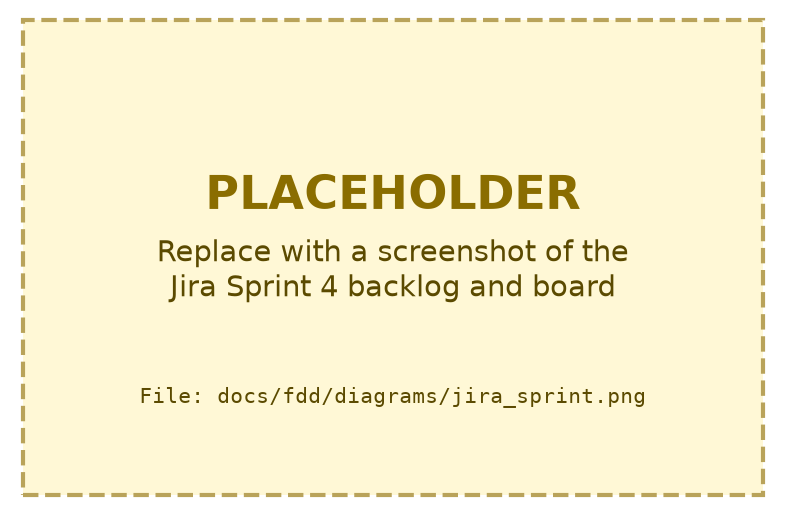 PLACEHOLDER
Replace with a screenshot of the
Jira Sprint 4 backlog and board
File: docs/fdd/diagrams/jira_sprint.png